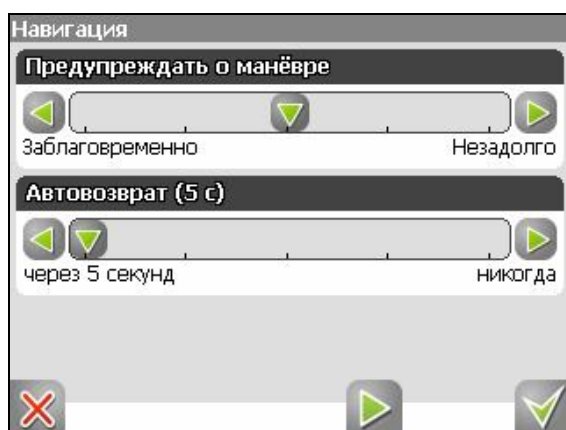 Навигация
Предупреждать о манёвре
Заблаговременно Незадолго
Автовозврат (5 с)
через 5 секунд никогда